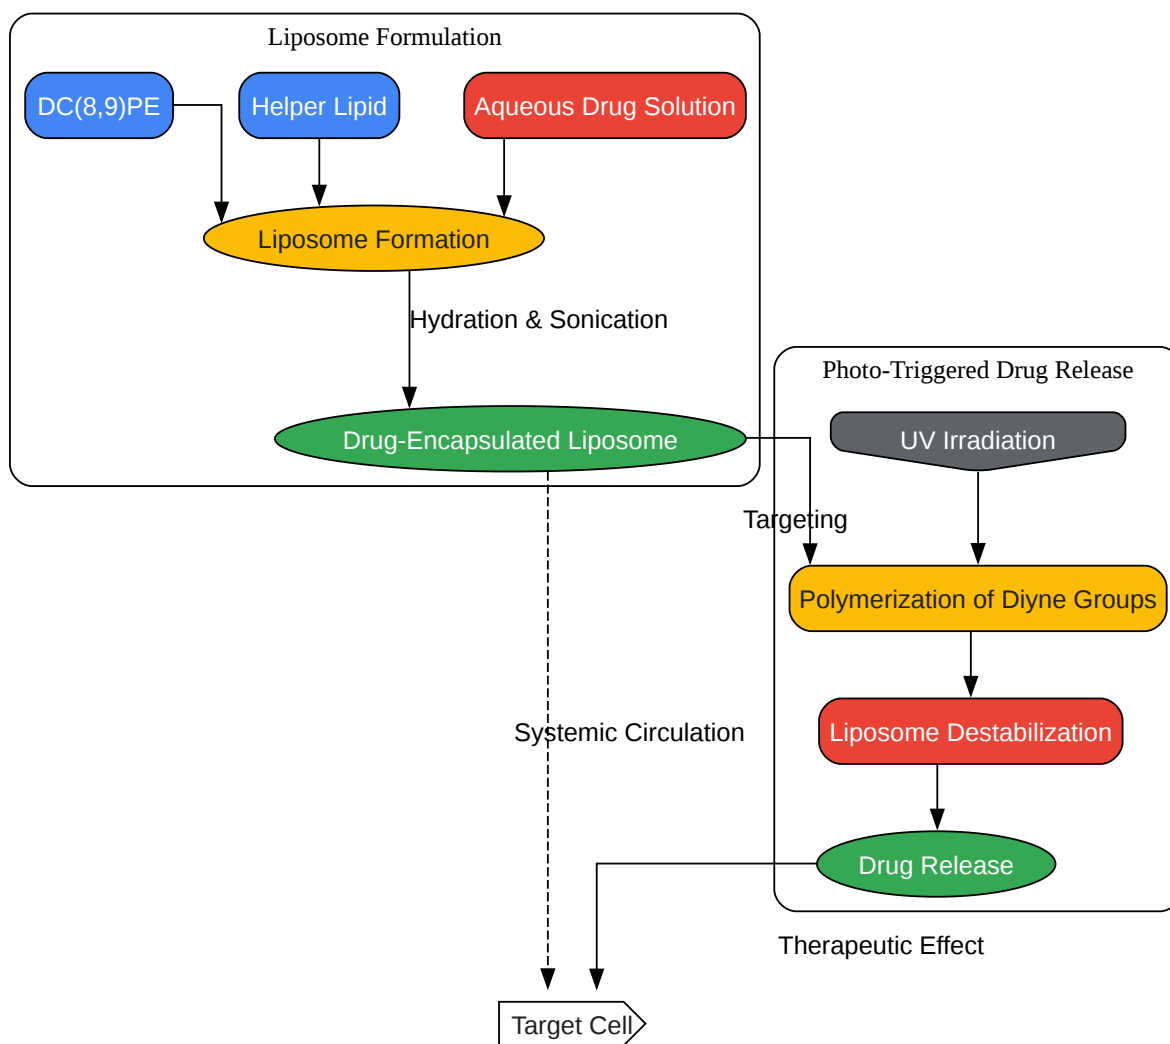 Liposome Formulation
DC(8,9)PE
Helper Lipid
Aqueous Drug Solution
Liposome Formation
Hydration & Sonication
Drug-Encapsulated Liposome
Photo-Triggered Drug Release
UV Irradiation
Targeting
Polymerization of Diyne Groups
Systemic Circulation
Liposome Destabilization
Drug Release
Therapeutic Effect
Target Cell